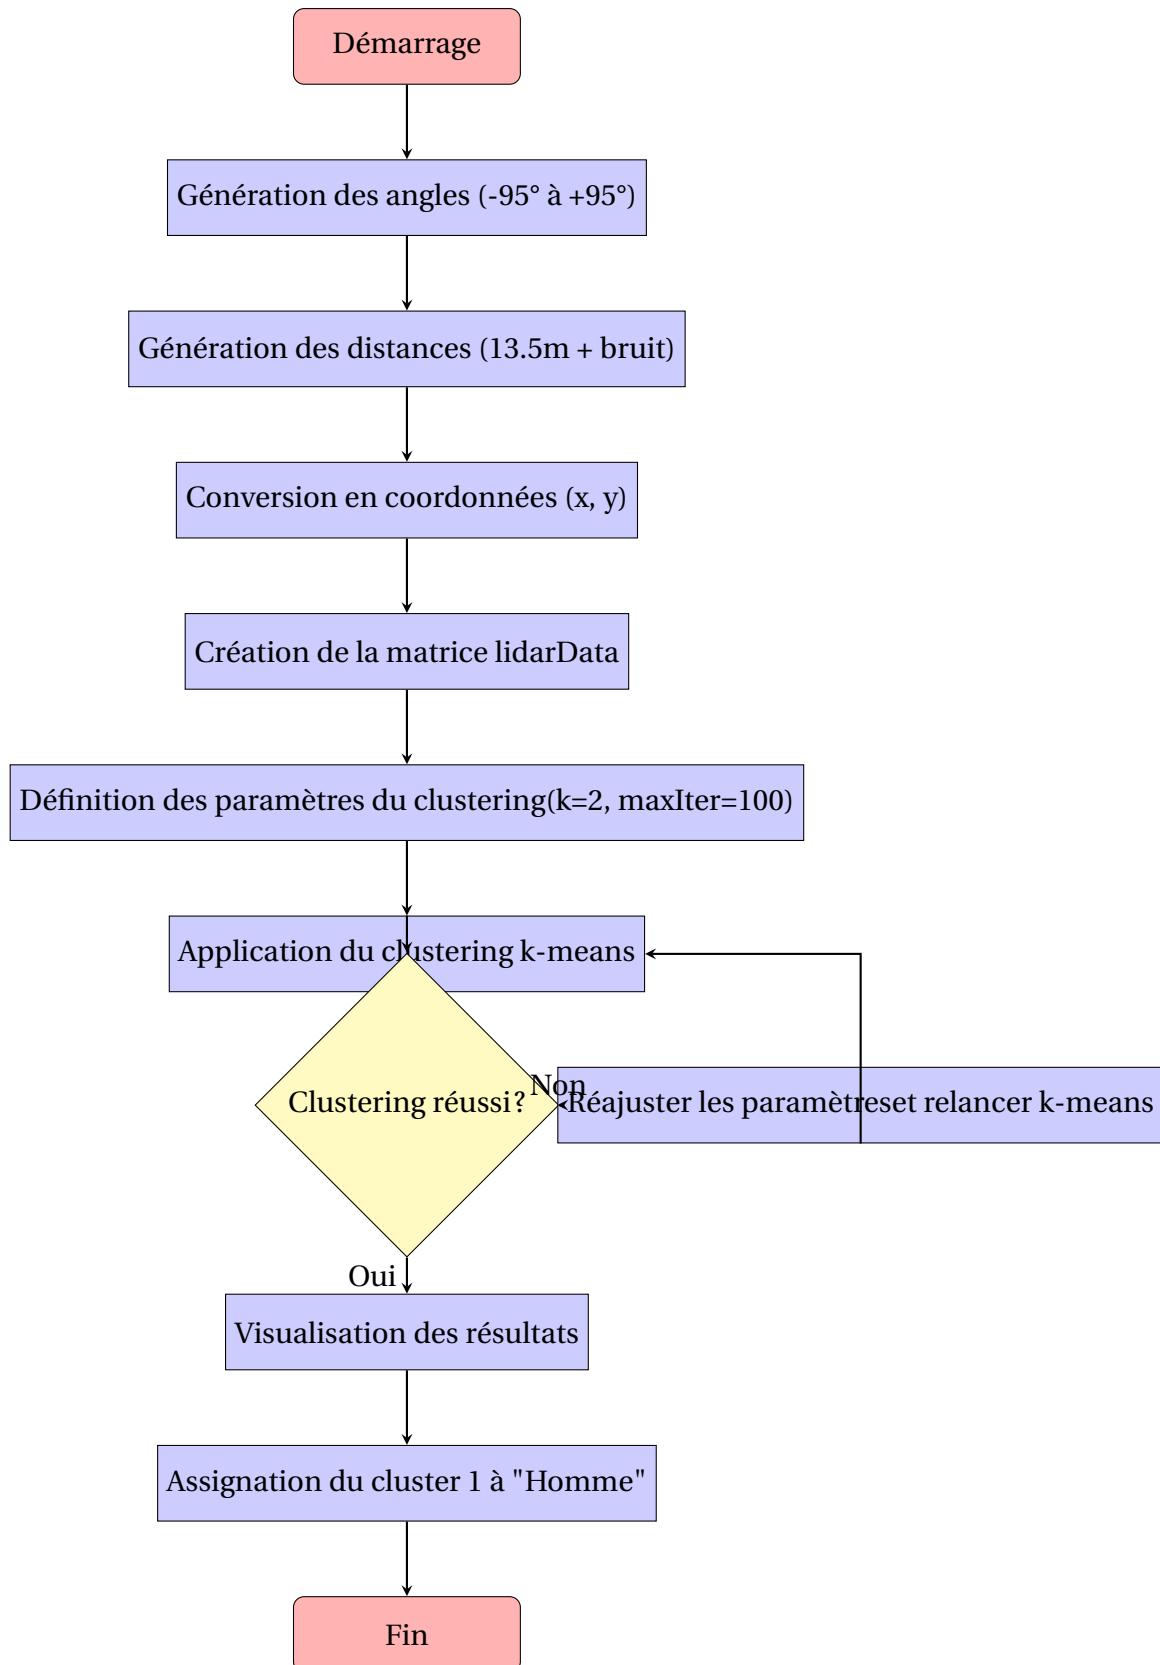 Démarrage
Génération des angles (-95° à +95°)
Génération des distances (13.5m + bruit)
Conversion en coordonnées (x, y)
Création de la matrice lidarData
Définition des paramètres du clustering(k=2, maxIter=100)
Application du clustering k-means
Clustering réussi?
Non
Réajuster les paramètreset relancer k-means
Oui
Visualisation des résultats
Assignation du cluster 1 à "Homme"
Fin